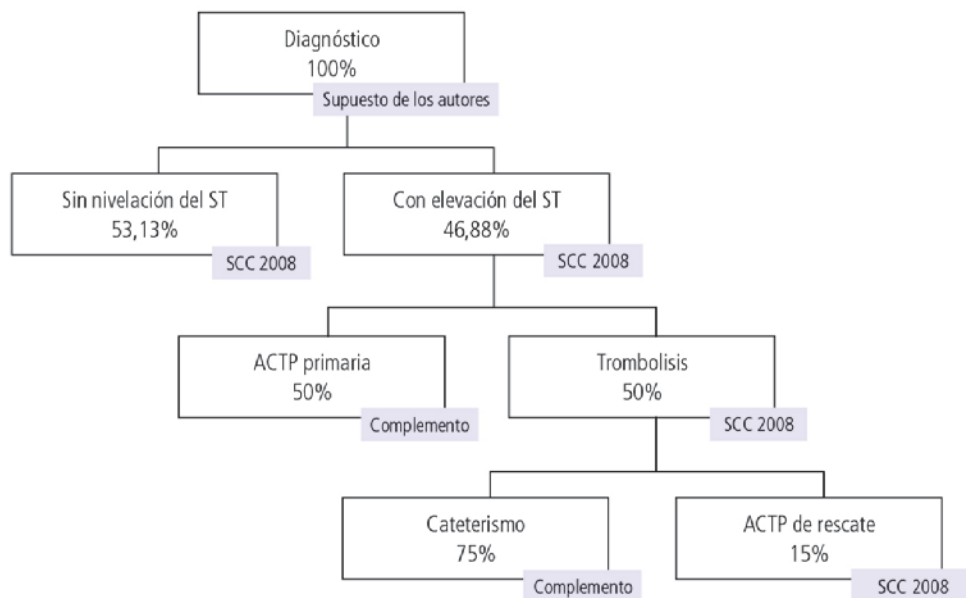 Diagnóstico
100%
Supuesto de los autores
Sin nivelación del ST
53,13%
SCC 2008
Con elevación del ST
46,88%
SCC 2008
ACTP primaria
50%
Complemento
Trombolisis
50%
SCC 2008
Cateterismo
75%
Complemento
ACTP de rescate
15%
SCC 2008